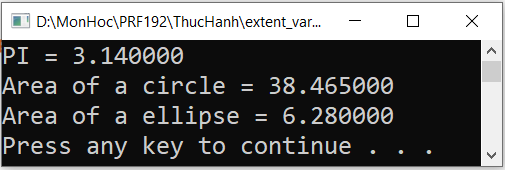 D:\MonHoc\PRF192\ThucHanh\extent_var...
PI = 3.140000
Area of a circle = 38.465000
Area of a ellipse = 6.280000
Press any key to continue . . .